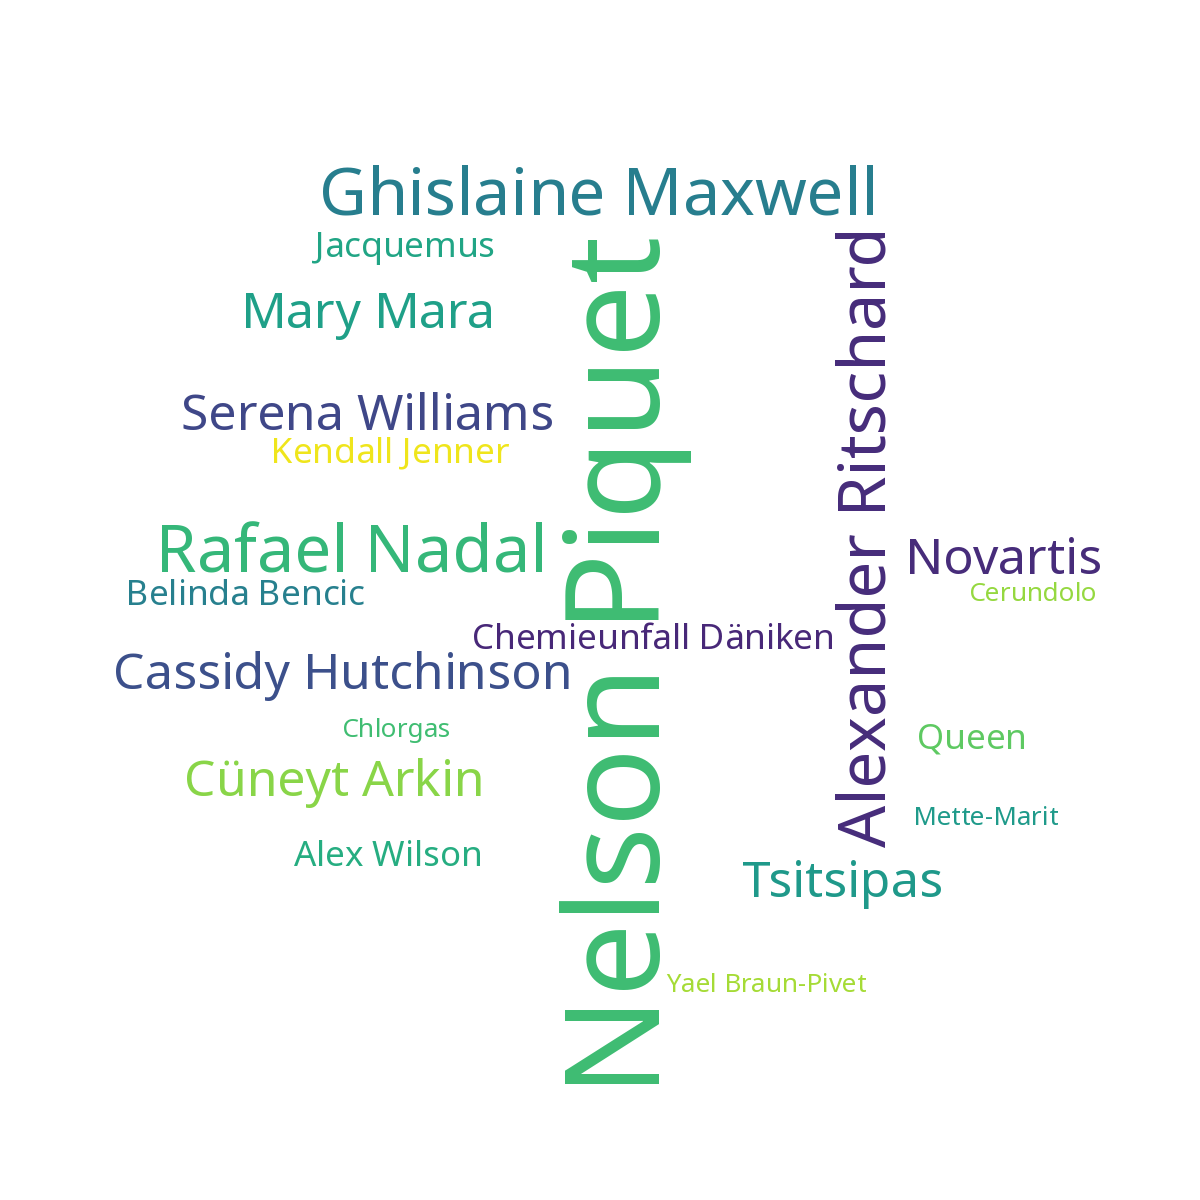 Ghislaine Maxwell
Jacquemus
Mary Mara
Serena Williams
Kendall Jenner
Rafael Nadal
Belinda Bencic
Nelson Piquet
Alexander Ritschard
Novartis
Cerundolo
Chemieunfall Däniken
Cassidy Hutchinson
Chlorgas
Queen
Cüneyt Arkin
Mette-Marit
Alex Wilson
Tsitsipas
Yael Braun-Pivet